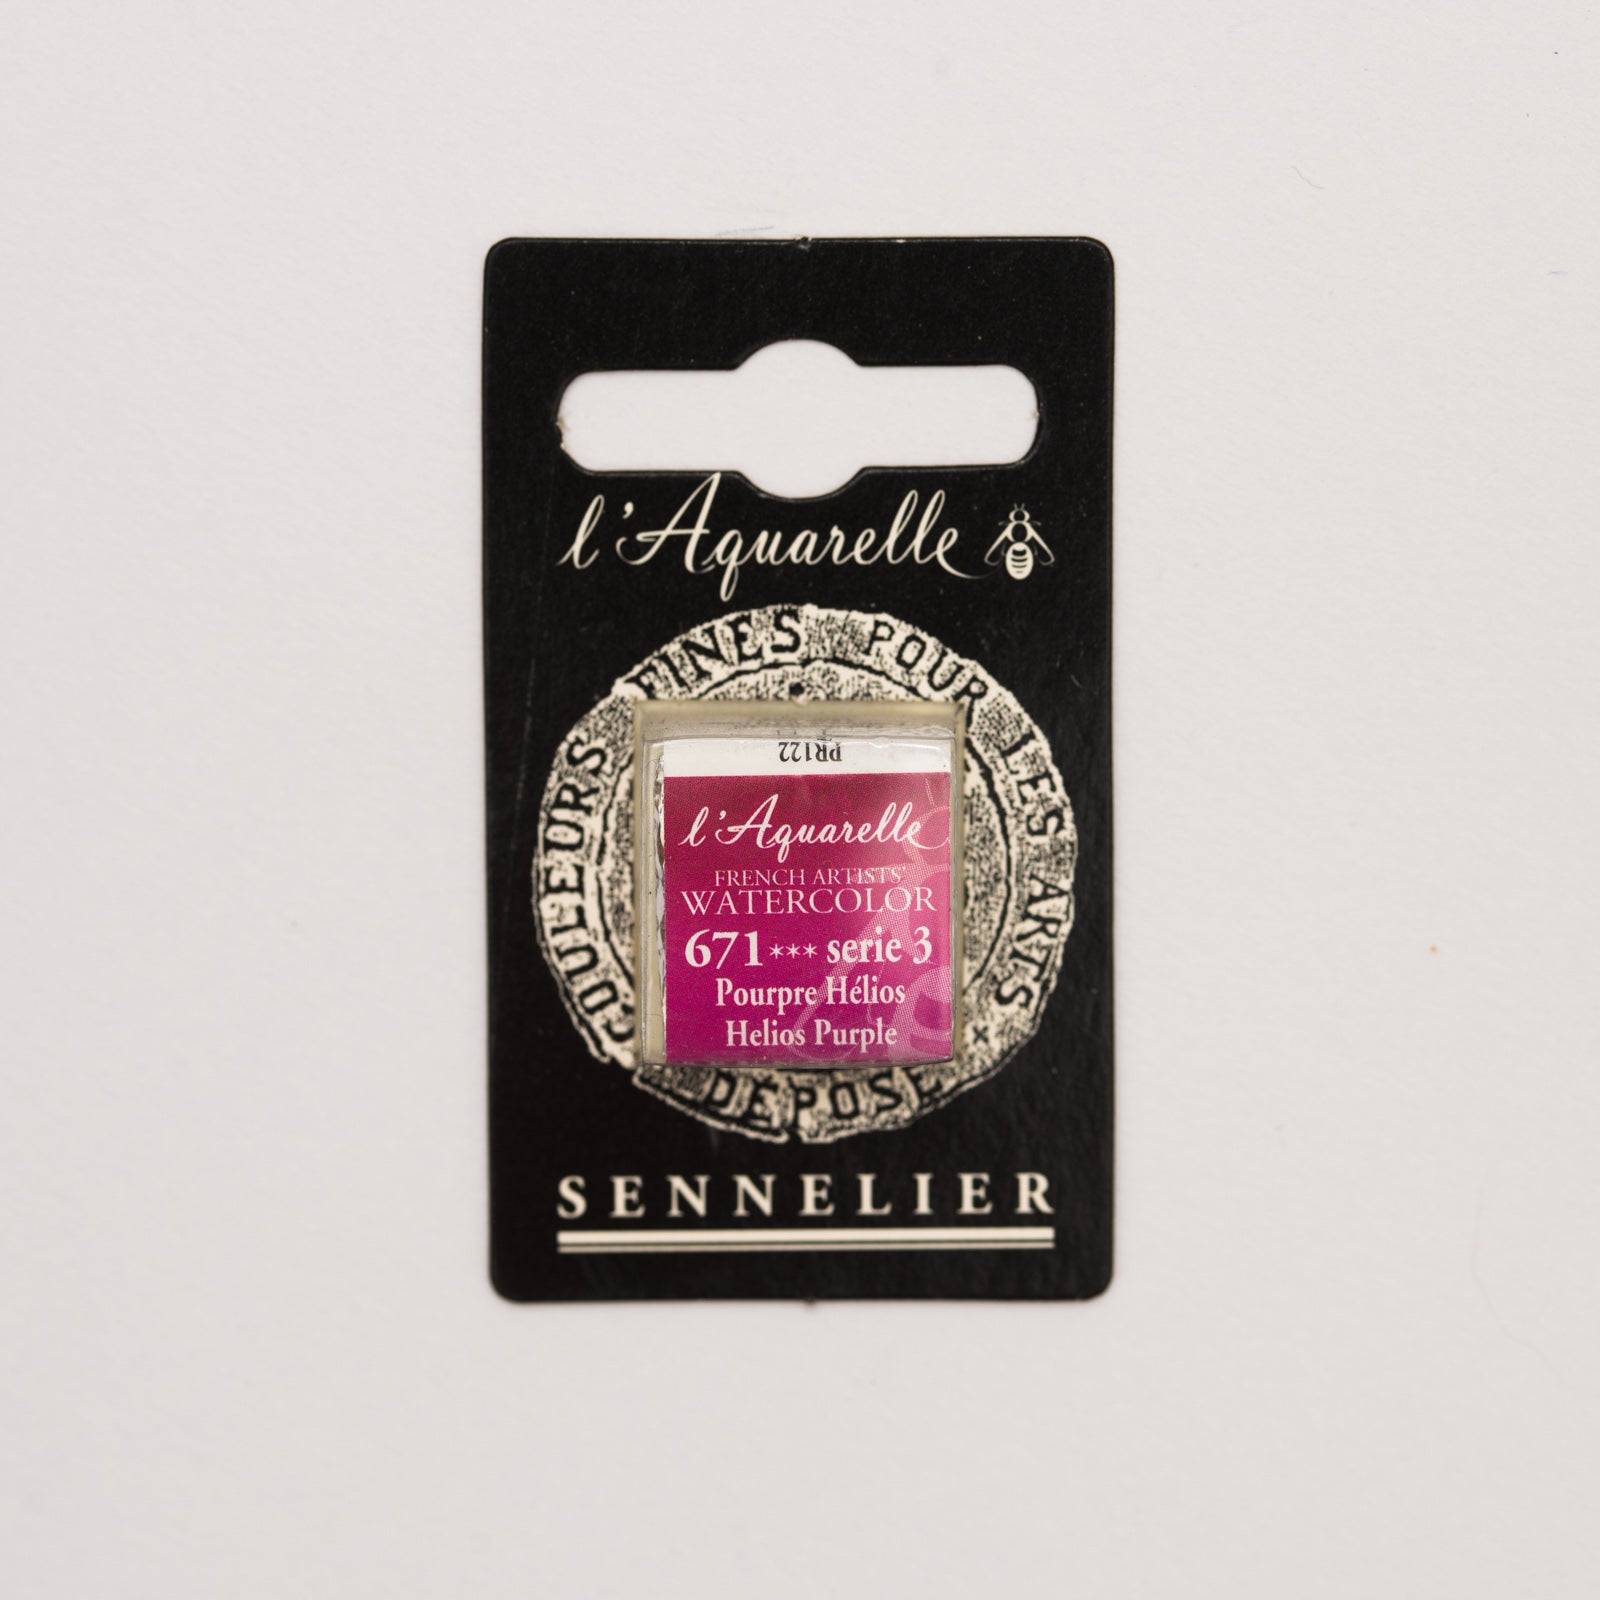 l'Aquarelle
COULEURS FINES POUR LES ARTS
PR122
l'Aquarelle
FRENCH ARTISTS'
WATERCOLOR
671*** serie 3
Pourpre Hélios
Helios Purple
DÉPOSÉ
SENNELIER